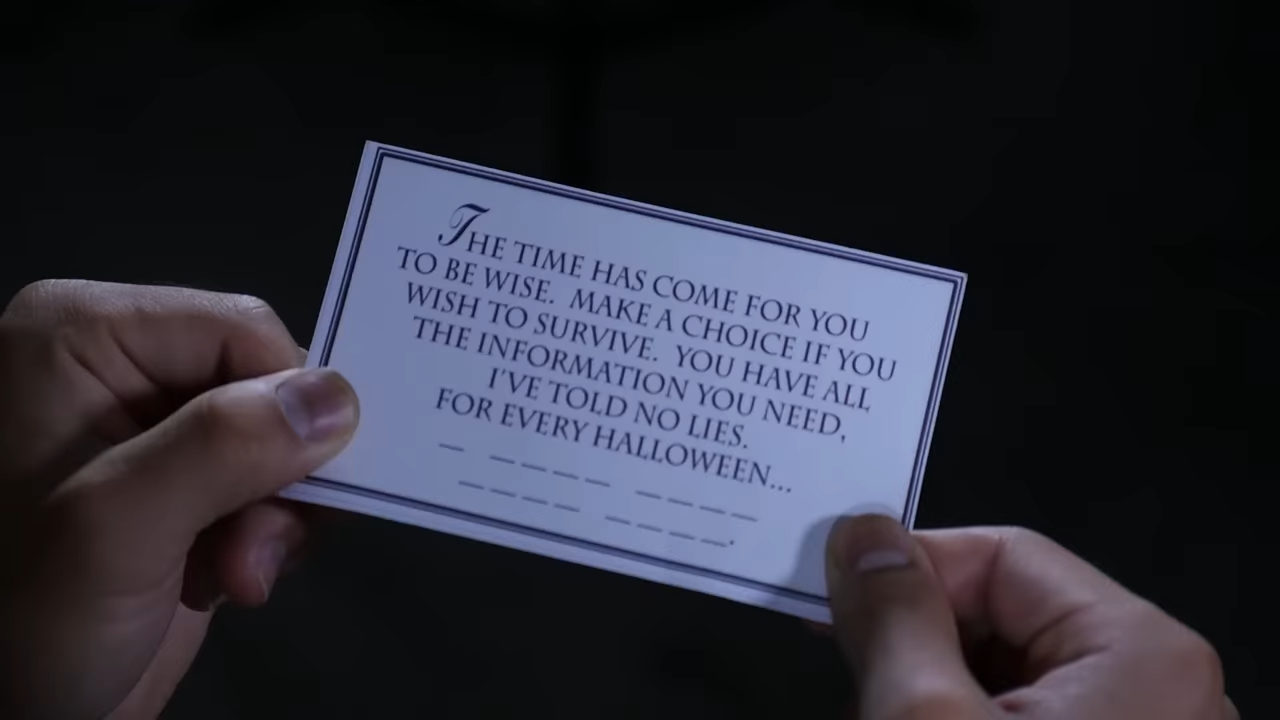 THE TIME HAS COME FOR YOU
TO BE WISE. MAKE A CHOICE IF YOU
WISH TO SURVIVE. YOU HAVE ALL
THE INFORMATION YOU NEED,
I'VE TOLD NO LIES.
FOR EVERY HALLOWEEN...
_ _ _ _ _ _ _ _ _
_ _ _ _ _ _ _ _.